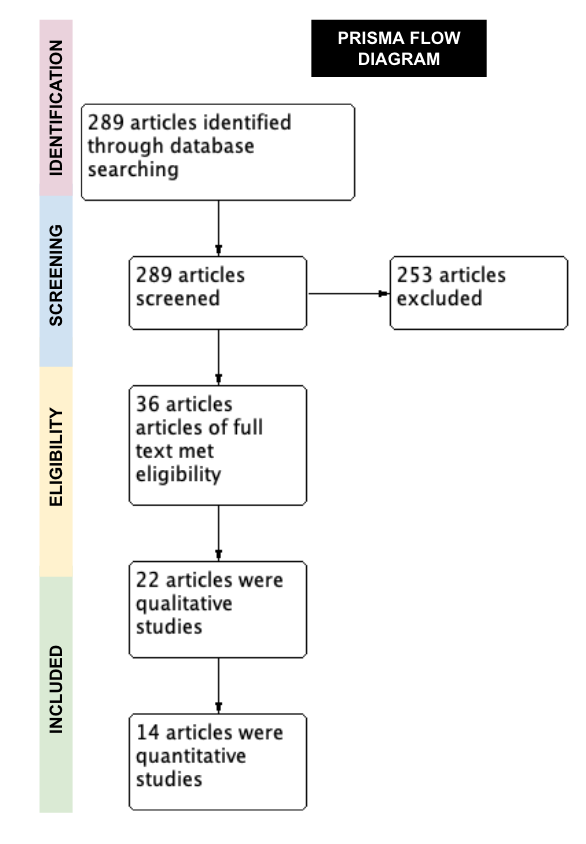 PRISMA FLOW
DIAGRAM
IDENTIFICATION
289 articles identified
through database
searching
SCREENING
289 articles
screened
253 articles
excluded
ELIGIBILITY
36 articles
articles of full
text met
eligibility
INCLUDED
22 articles were
qualitative
studies
14 articles were
quantitative
studies